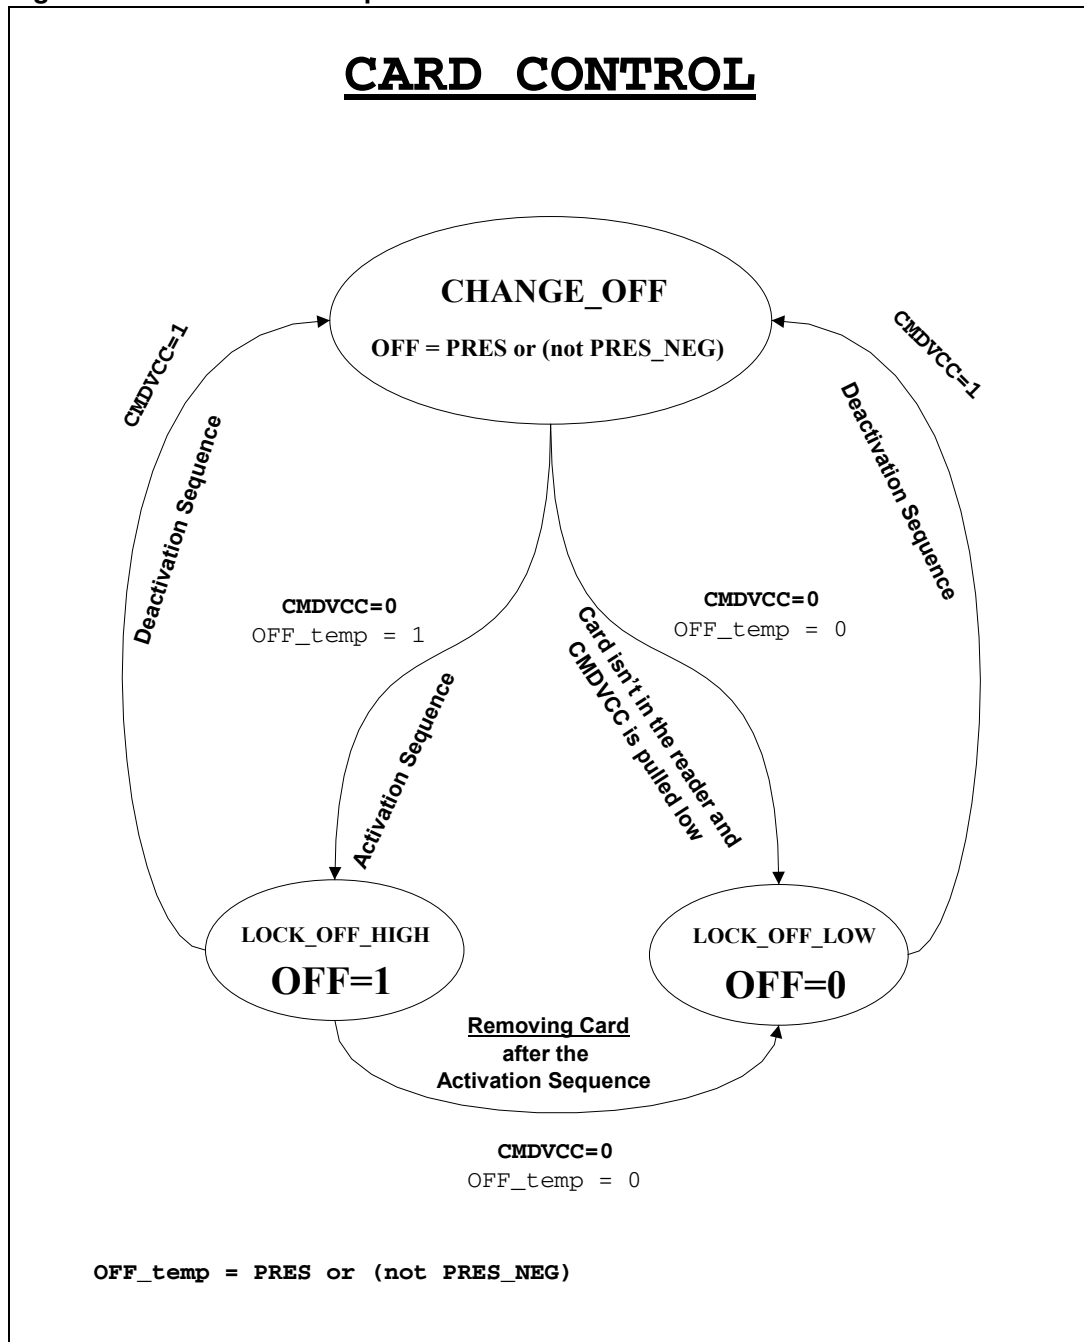 CARD CONTROL
CHANGE_OFF
OFF = PRES or (not PRES_NEG)
CMDVCC=1
Deactivation Sequence
CMDVCC=1
Deactivation Sequence
CMDVCC=0
OFF_temp = 1
Activation Sequence
CMDVCC=0
OFF_temp = 0
Card isn't in the reader and
CMDVCC is pulled low
LOCK_OFF_HIGH
OFF=1
LOCK_OFF_LOW
OFF=0
Removing Card
after the
Activation Sequence
CMDVCC=0
OFF_temp = 0
OFF_temp = PRES or (not PRES_NEG)